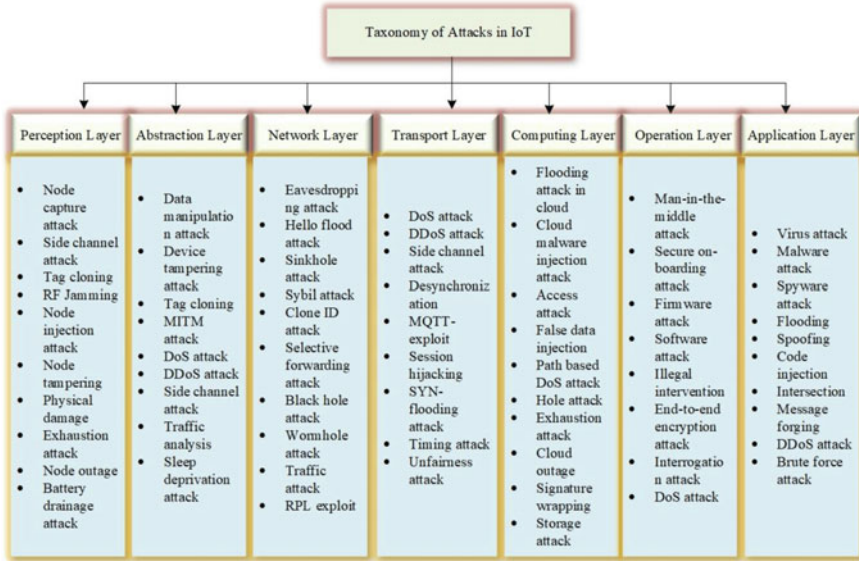 Taxonomy of Attacks in IoT
Perception Layer
• Node
capture
attack
• Side channel
attack
• Tag cloning
• RF Jamming
• Node
injection
attack
• Node
tampering
• Physical
damage
• Exhaustion
attack
• Node outage
• Battery
drainage
attack
Abstraction Layer
• Data
manipulatio
n attack
• Device
tampering
attack
• Tag cloning
• MITM
attack
• DoS attack
• DDoS attack
• Side channel
attack
• Traffic
analysis
• Sleep
deprivation
attack
Network Layer
• Eavesdroppi
ng attack
• Hello flood
attack
• Sinkhole
attack
• Sybil attack
• Clone ID
attack
• Selective
forwarding
attack
• Black hole
attack
• Wormhole
attack
• Traffic
attack
• RPL exploit
Transport Layer
• DoS attack
• DDoS attack
• Side channel
attack
• Desynchroniz
ation
• MQTT-
exploit
• Session
hijacking
• SYN-
flooding
attack
• Timing attack
• Unfairness
attack
Computing Layer
• Flooding
attack in
cloud
• Cloud
malware
injection
attack
• Access
attack
• False data
injection
• Path based
DoS attack
• Hole attack
• Exhaustion
attack
• Cloud
outage
• Signature
wrapping
• Storage
attack
Operation Layer
• Man-in-the-
middle
attack
• Secure on-
boarding
attack
• Firmware
attack
• Software
attack
• Illegal
intervention
• End-to-end
encryption
attack
• Interrogatio
n attack
• DoS attack
Application Layer
• Virus attack
• Malware
attack
• Spyware
attack
• Flooding
• Spoofing
• Code
injection
• Intersection
• Message
forging
• DDoS attack
• Brute force
attack